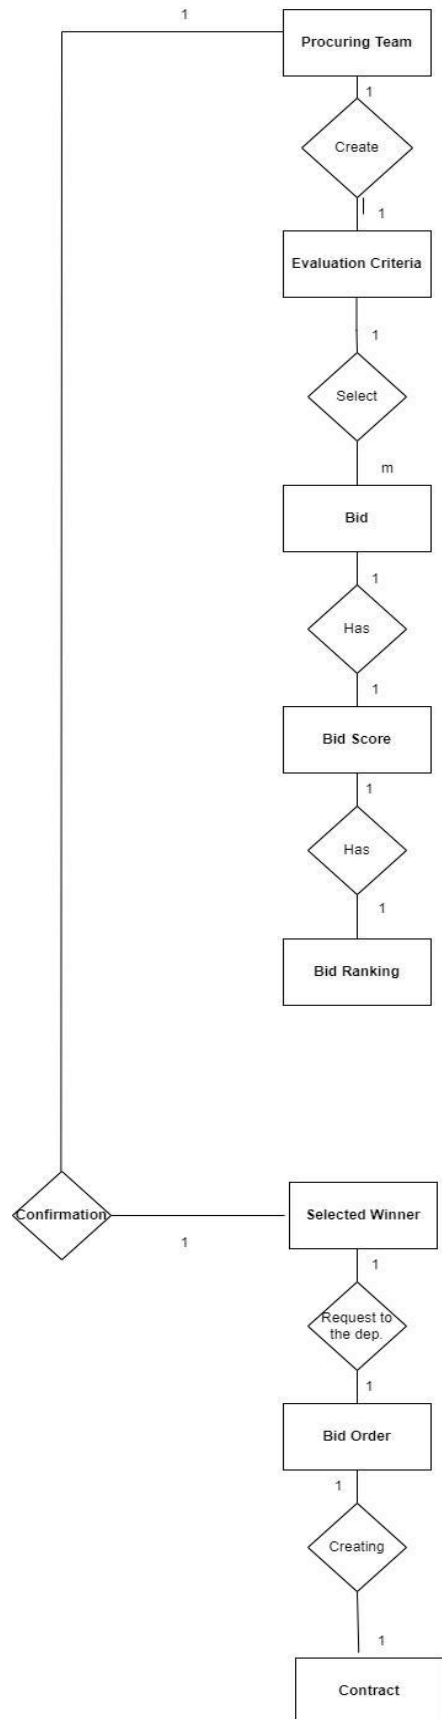 1
Procuring Team
1
Create
1
Evaluation Criteria
1
Select
m
Bid
1
Has
1
Bid Score
1
Has
1
Bid Ranking
Confirmation
Selected Winner
1
1
Request to
the dep.
1
Bid Order
1
Creating
1
Contract